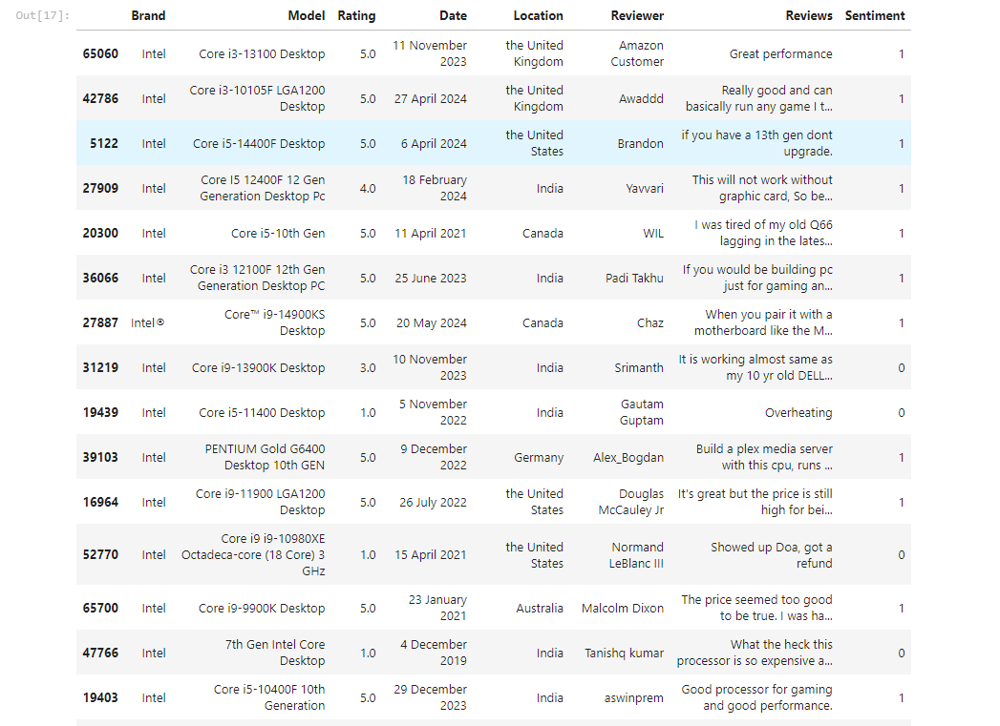 Out[17]:
Brand Model Rating Date Location Reviewer Reviews Sentiment
65060 Intel Core i3-13100 Desktop 5.0 11 November 2023 the United Kingdom Amazon Customer Great performance 1
42786 Intel Core i3-10105F LGA1200 Desktop 5.0 27 April 2024 the United Kingdom Awaddd Really good and can basically run any game I t... 1
5122 Intel Core i5-14400F Desktop 5.0 6 April 2024 the United States Brandon if you have a 13th gen dont upgrade. 1
27909 Intel Core I5 12400F 12 Gen Generation Desktop Pc 4.0 18 February 2024 India Yavvari This will not work without graphic card, So be... 1
20300 Intel Core i5-10th Gen 5.0 11 April 2021 Canada WIL I was tired of my old Q66 lagging in the lates... 1
36066 Intel Core i3 12100F 12th Gen Generation Desktop PC 5.0 25 June 2023 India Padi Takhu If you would be building pc just for gaming an... 1
27887 Intel® Core™ i9-14900KS Desktop 5.0 20 May 2024 Canada Chaz When you pair it with a motherboard like the M... 1
31219 Intel Core i9-13900K Desktop 3.0 10 November 2023 India Srimanth It is working almost same as my 10 yr old DELL... 0
19439 Intel Core i5-11400 Desktop 1.0 5 November 2022 India Gautam Guptam Overheating 0
39103 Intel PENTIUM Gold G6400 Desktop 10th GEN 5.0 9 December 2022 Germany Alex_Bogdan Build a plex media server with this cpu, runs ... 1
16964 Intel Core i9-11900 LGA1200 Desktop 5.0 26 July 2022 the United States Douglas McCauley Jr It's great but the price is still high for bei... 1
52770 Intel Core i9 i9-10980XE Octadeca-core (18 Core) 3 GHz 1.0 15 April 2021 the United States Normand LeBlanc III Showed up Doa, got a refund 0
65700 Intel Core i9-9900K Desktop 5.0 23 January 2021 Australia Malcolm Dixon The price seemed too good to be true. I was ha... 1
47766 Intel 7th Gen Intel Core Desktop 1.0 4 December 2019 India Tanishq kumar What the heck this processor is so expensive a... 0
19403 Intel Core i5-10400F 10th Generation 5.0 29 December 2023 India aswinprem Good processor for gaming and good performance. 1